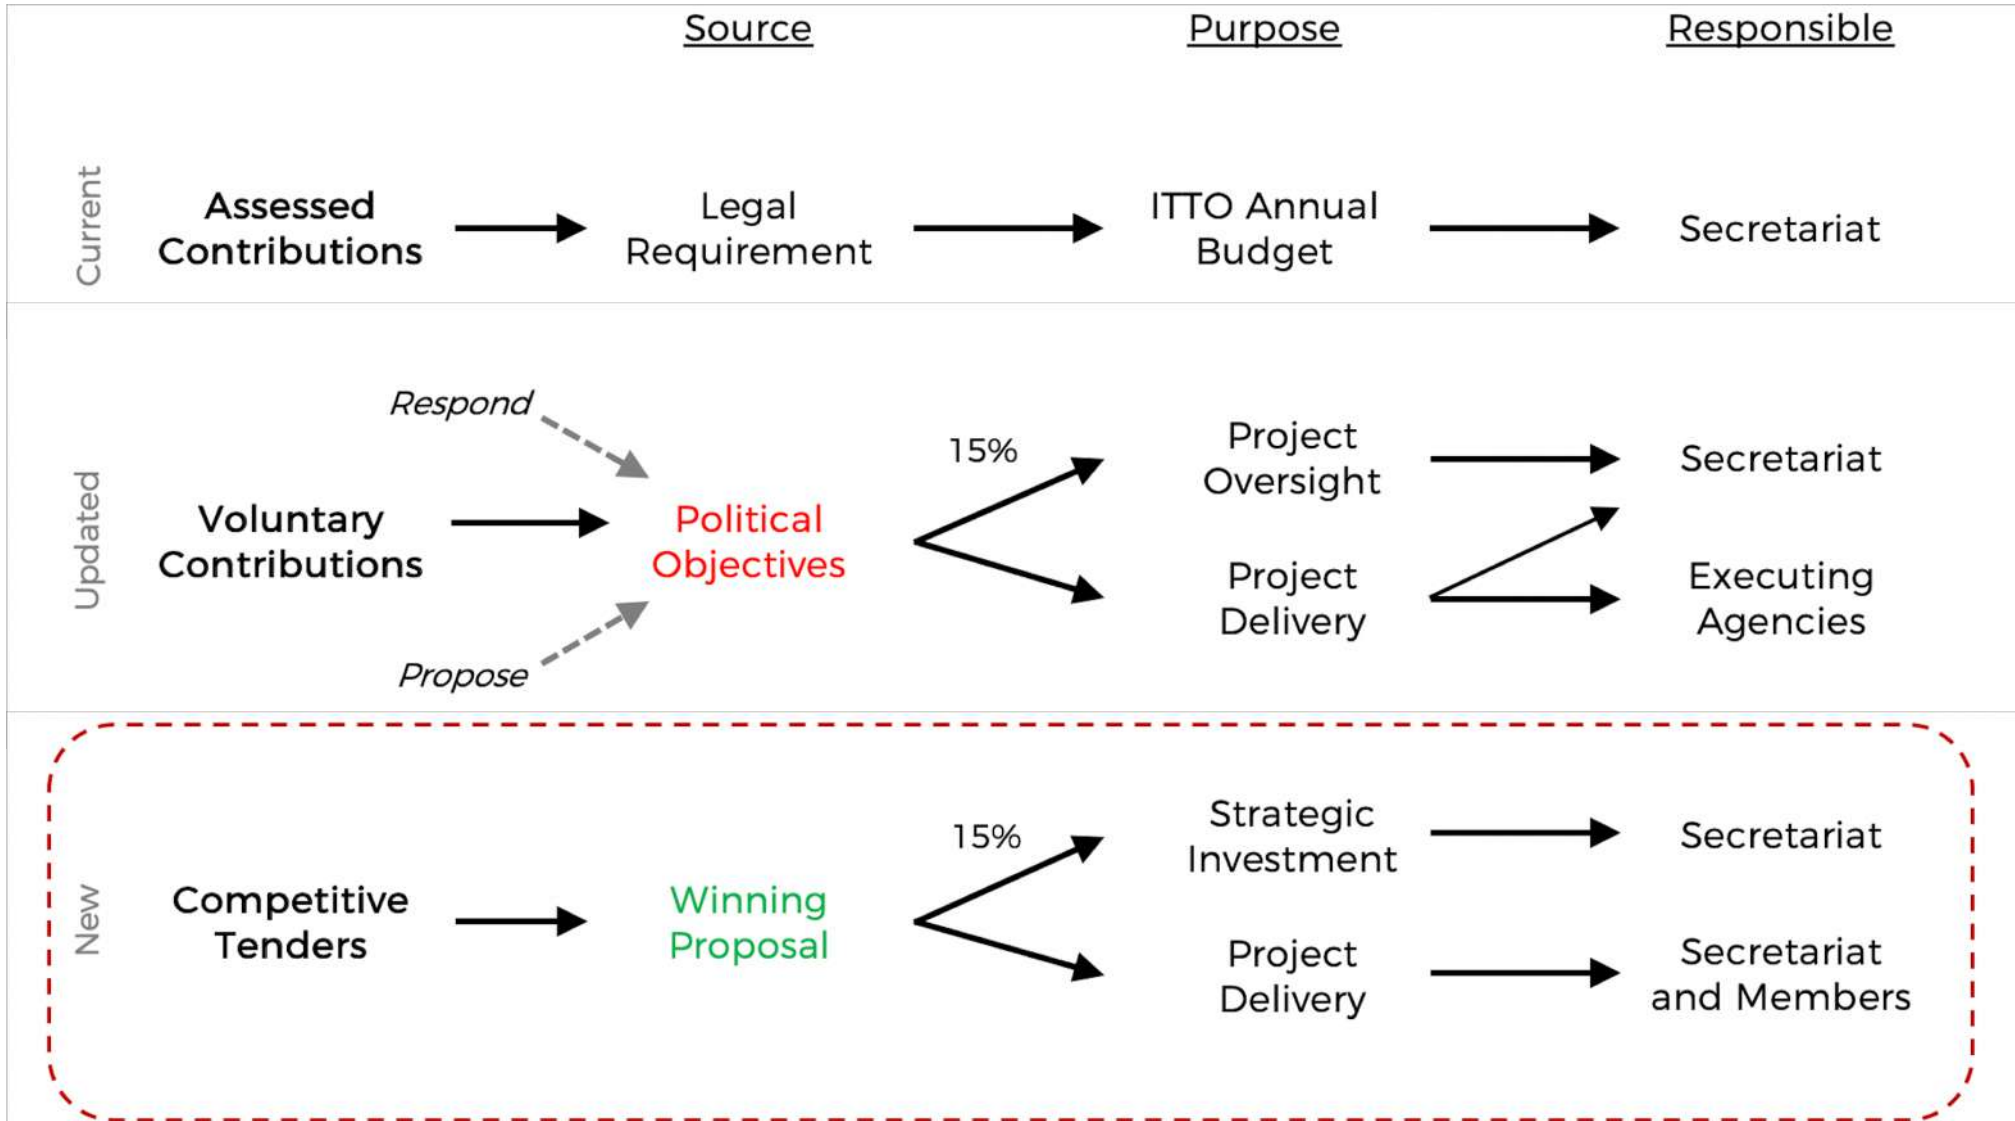 Source
Purpose
Responsible
Current
Assessed
Contributions
Legal
Requirement
ITTO Annual
Budget
Secretariat
Updated
Respond
Voluntary
Contributions
Propose
Political
Objectives
15%
Project
Oversight
Secretariat
Project
Delivery
Executing
Agencies
New
Competitive
Tenders
Winning
Proposal
15%
Strategic
Investment
Secretariat
Project
Delivery
Secretariat
and Members